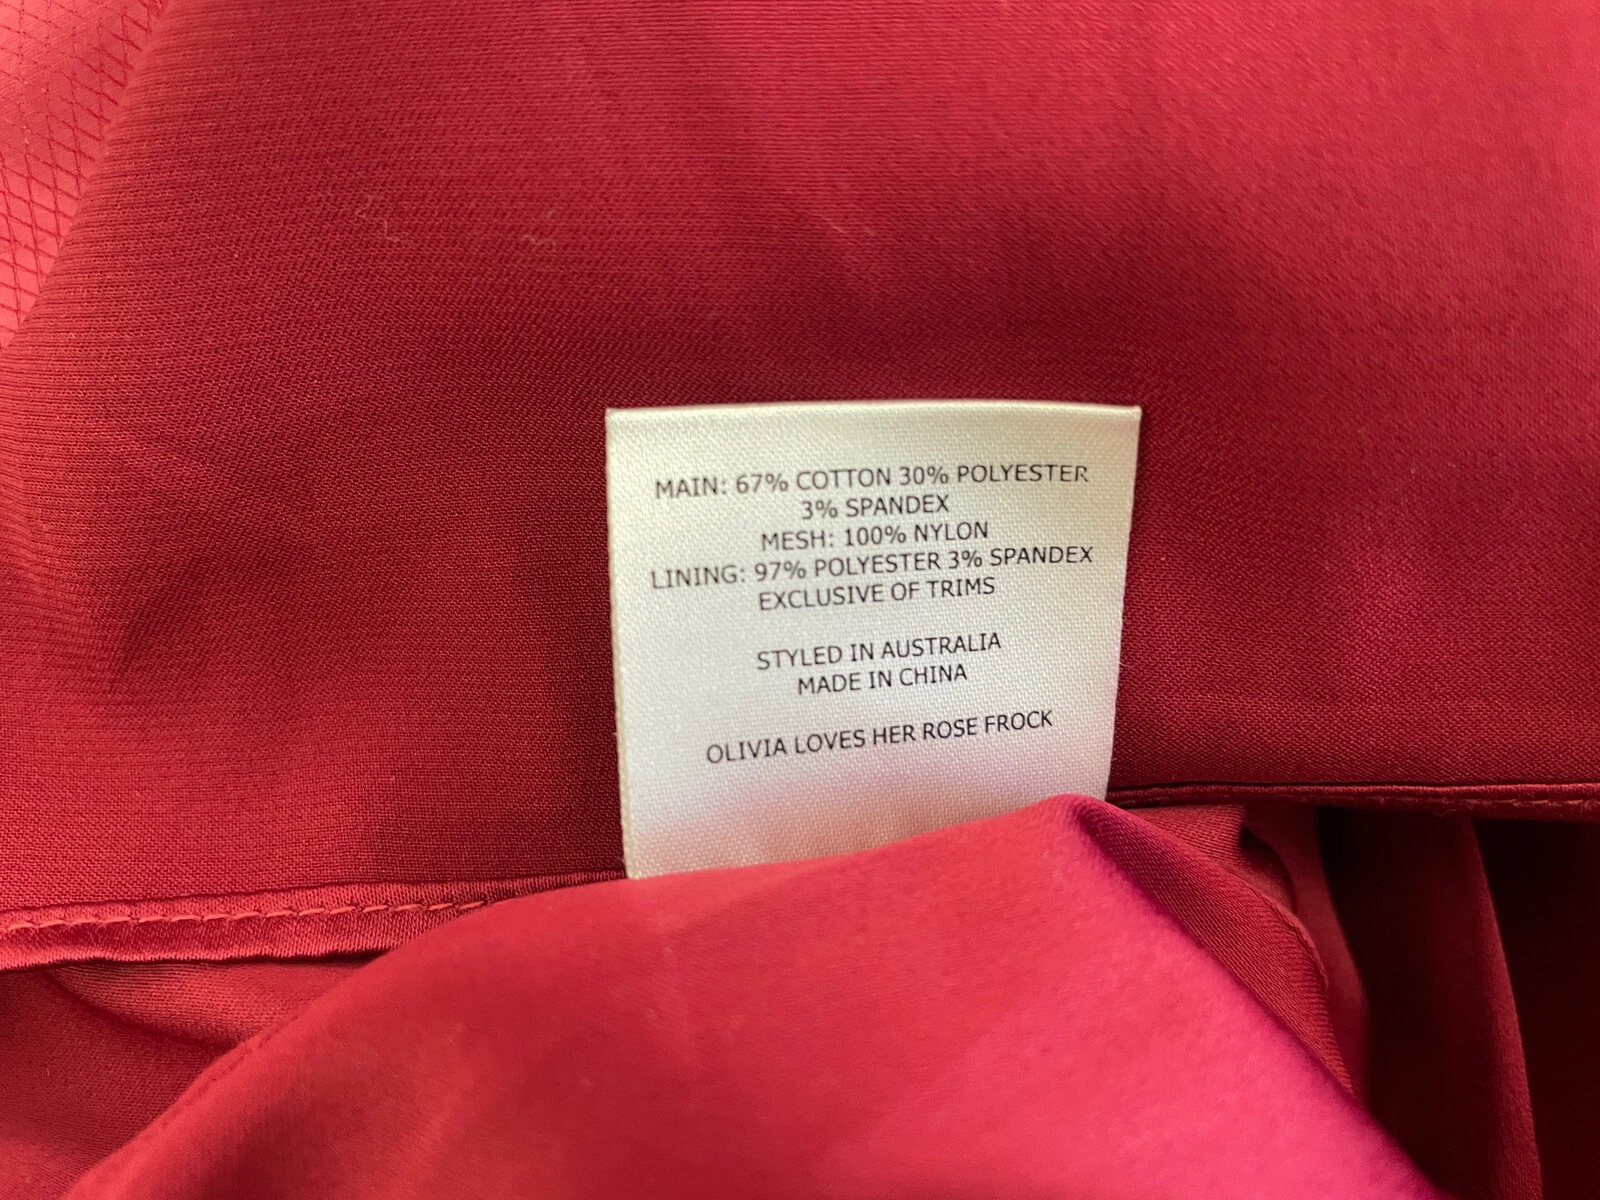 MAIN: 67% COTTON 30% POLYESTER
3% SPANDEX
MESH: 100% NYLON
LINING: 97% POLYESTER 3% SPANDEX
EXCLUSIVE OF TRIMS
STYLED IN AUSTRALIA
MADE IN CHINA
OLIVIA LOVES HER ROSE FROCK